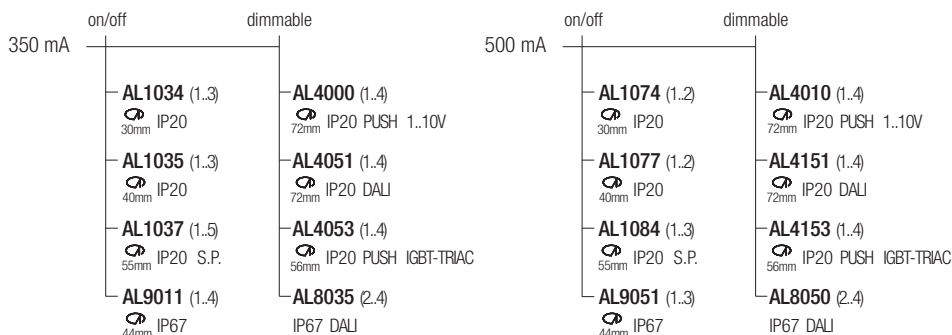 on/off dimmable
350 mA
AL1034 (1..3)
30mm IP20
AL1035 (1..3)
40mm IP20
AL1037 (1..5)
55mm IP20 S.P.
AL9011 (1..4)
44mm IP67
AL4000 (1..4)
72mm IP20 PUSH 1..10V
AL4051 (1..4)
72mm IP20 DALI
AL4053 (1..4)
56mm IP20 PUSH IGBT-TRIAC
AL8035 (2..4)
IP67 DALI
on/off dimmable
500 mA
AL1074 (1..2)
30mm IP20
AL1077 (1..2)
40mm IP20
AL1084 (1..3)
55mm IP20 S.P.
AL9051 (1..3)
44mm IP67
AL4010 (1..4)
72mm IP20 PUSH 1..10V
AL4151 (1..4)
72mm IP20 DALI
AL4153 (1..4)
56mm IP20 PUSH IGBT-TRIAC
AL8050 (2..4)
IP67 DALI